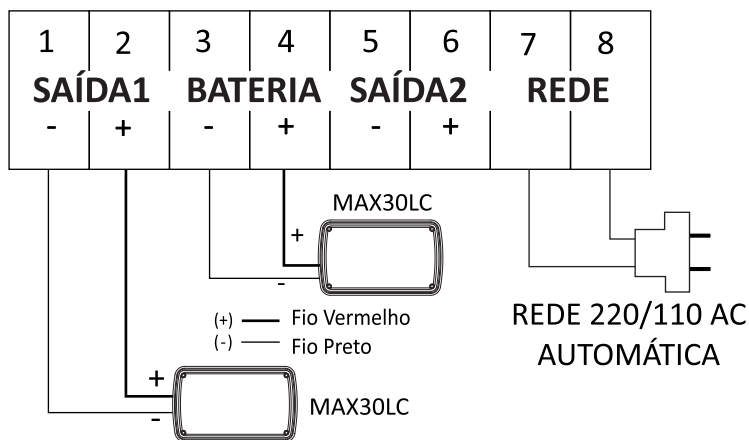 1 2 3 4 5 6 7 8
SAÍDA1 BATERIA SAÍDA2 REDE
- + - + - +
MAX30LC
+
-
(+) Fio Vermelho
(-) Fio Preto
REDE 220/110 AC
AUTOMÁTICA
+
-
MAX30LC